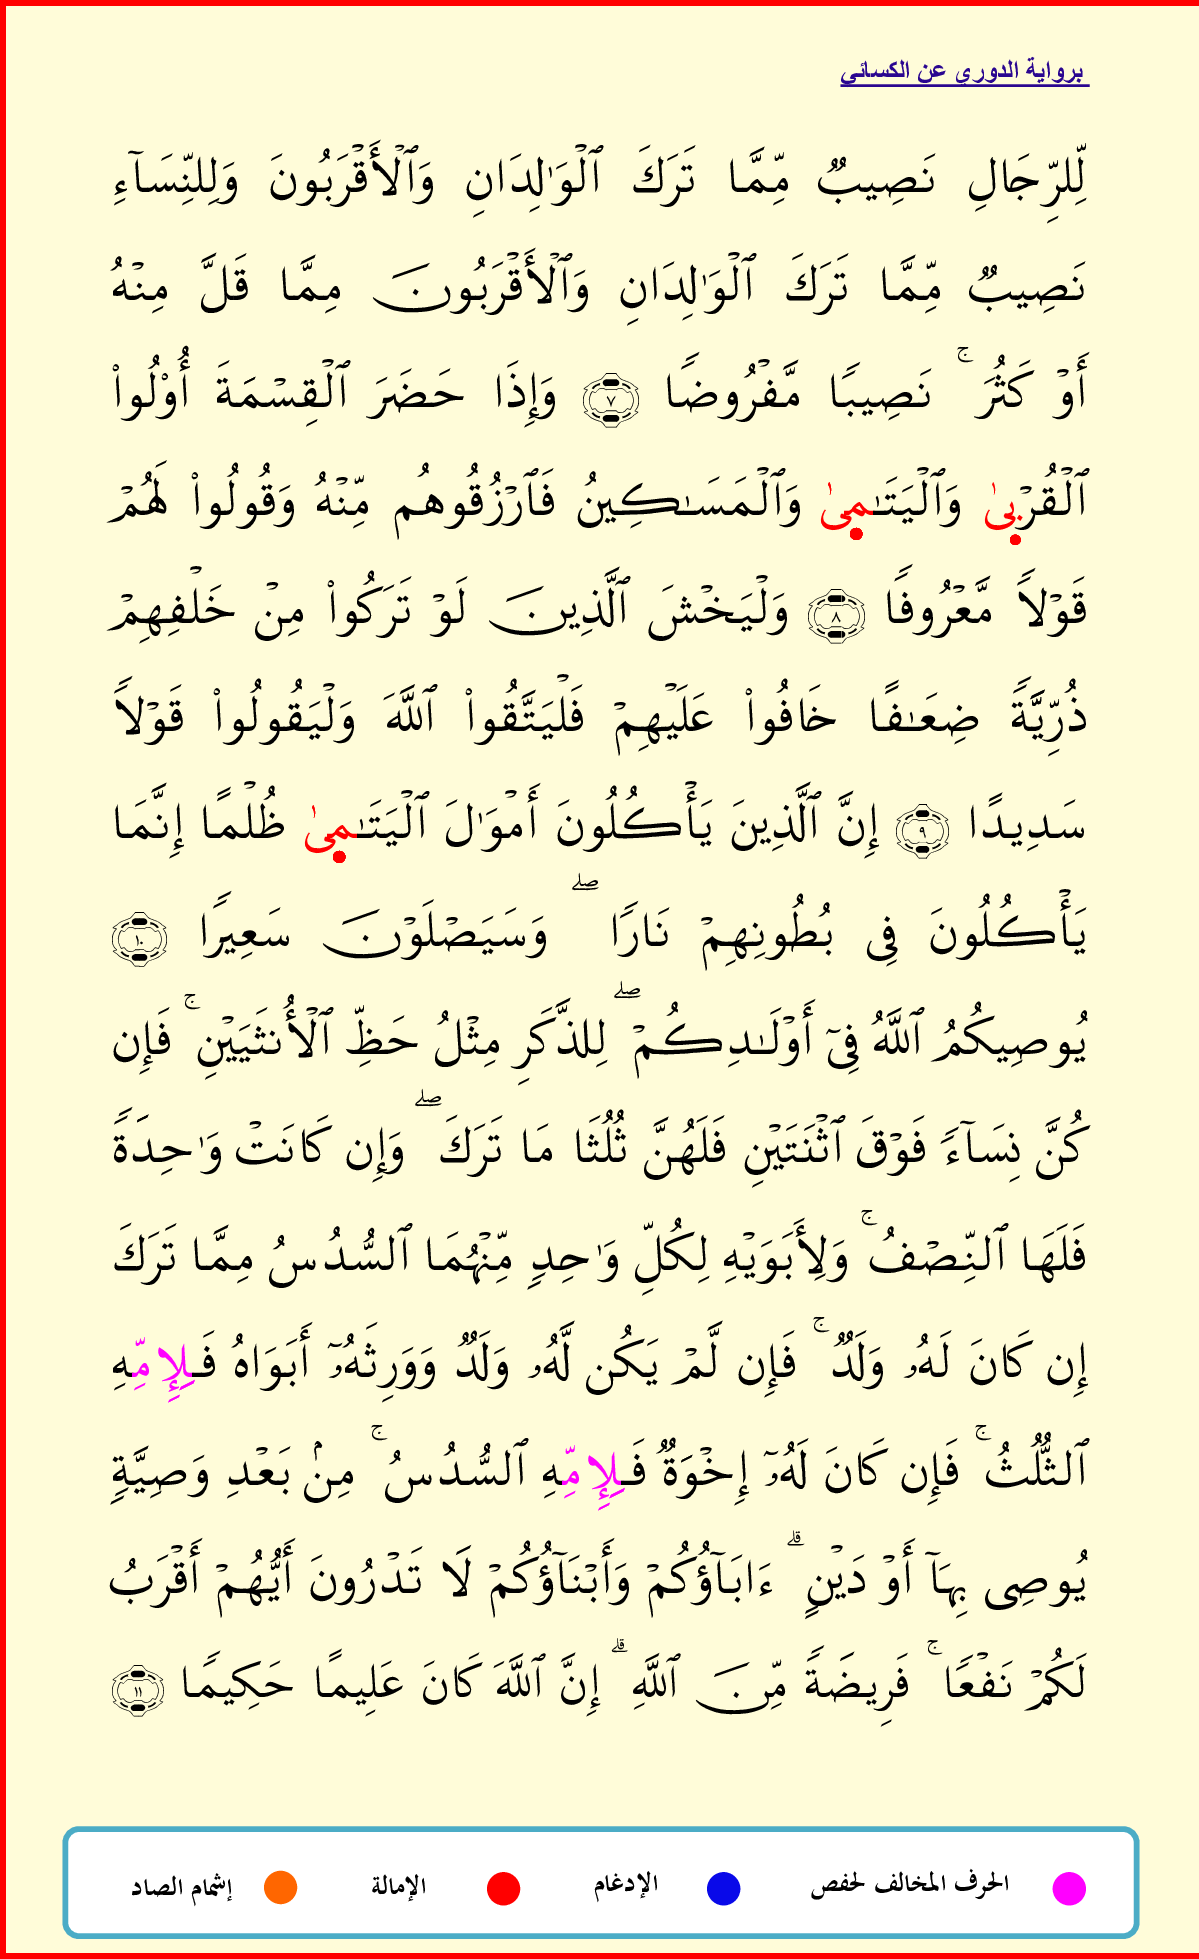 برواية الدوري عن الكسائي
لِّلرِّجَالِ نَصِيبٌ مِّمَّا تَرَكَ ٱلْوَٰلِدَانِ وَٱلْأَقْرَبُونَ وَلِلنِّسَآءِ
نَصِيبٌ مِّمَّا تَرَكَ ٱلْوَٰلِدَانِ وَٱلْأَقْرَبُونَ مِمَّا قَلَّ مِنْهُ
أَوْ كَثُرَ ۚ نَصِيبًا مَّفْرُوضًا ٧ وَإِذَا حَضَرَ ٱلْقِسْمَةَ أُو۟لُوا۟
ٱلْقُرْبِىٰ وَٱلْيَتَـٰمِىٰ وَٱلْمَسَـٰكِينُ فَٱرْزُقُوهُم مِّنْهُ وَقُولُوا۟ لَهُمْ
قَوْلًا مَّعْرُوفًا ٨ وَلْيَخْشَ ٱلَّذِينَ لَوْ تَرَكُوا۟ مِنْ خَلْفِهِمْ
ذُرِّيَّةً ضِعَـٰفًا خَافُوا۟ عَلَيْهِمْ فَلْيَتَّقُوا۟ ٱللَّهَ وَلْيَقُولُوا۟ قَوْلًا
سَدِيدًا ٩ إِنَّ ٱلَّذِينَ يَأْكُلُونَ أَمْوَٰلَ ٱلْيَتَـٰمِىٰ ظُلْمًا إِنَّمَا
يَأْكُلُونَ فِى بُطُونِهِمْ نَارًا ۖ وَسَيَصْلَوْنَ سَعِيرًا ١٠
يُوصِيكُمُ ٱللَّهُ فِىٓ أَوْلَـٰدِكُمْ ۖ لِلذَّكَرِ مِثْلُ حَظِّ ٱلْأُنثَيَيْنِ ۚ فَإِن
كُنَّ نِسَآءً فَوْقَ ٱثْنَتَيْنِ فَلَهُنَّ ثُلُثَا مَا تَرَكَ ۖ وَإِن كَانَتْ وَٰحِدَةً
فَلَهَا ٱلنِّصْفُ ۚ وَلِأَبَوَيْهِ لِكُلِّ وَٰحِدٍ مِّنْهُمَا ٱلسُّدُسُ مِمَّا تَرَكَ
إِن كَانَ لَهُۥ وَلَدٌ ۚ فَإِن لَّمْ يَكُن لَّهُۥ وَلَدٌ وَوَرِثَهُۥٓ أَبَوَاهُ فَلِإِمِّهِ
ٱلثُّلُثُ ۚ فَإِن كَانَ لَهُۥٓ إِخْوَةٌ فَلِإِمِّهِ ٱلسُّدُسُ ۚ مِنۢ بَعْدِ وَصِيَّةٍ
يُوصِى بِهَآ أَوْ دَيْنٍ ۗ ءَابَآؤُكُمْ وَأَبْنَآؤُكُمْ لَا تَدْرُونَ أَيُّهُمْ أَقْرَبُ
لَكُمْ نَفْعًا ۚ فَرِيضَةً مِّنَ ٱللَّهِ ۗ إِنَّ ٱللَّهَ كَانَ عَلِيمًا حَكِيمًا ١١
الحرف المخالف لحفص الإدغام الإمالة إشمام الصاد